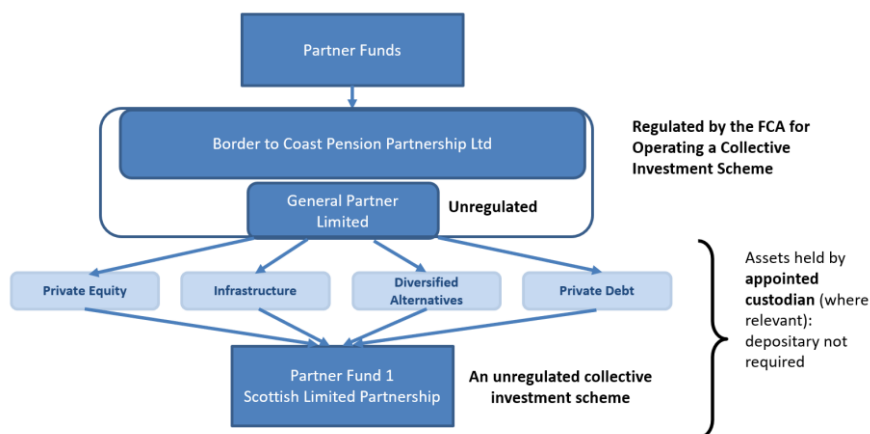 Partner Funds
Border to Coast Pension Partnership Ltd
Regulated by the FCA for
Operating a Collective
Investment Scheme
General Partner
Limited
Unregulated
Private Equity
Infrastructure
Diversified
Alternatives
Private Debt
Assets held by
appointed
custodian (where
relevant):
depositary not
required
Partner Fund 1
Scottish Limited Partnership
An unregulated collective
investment scheme